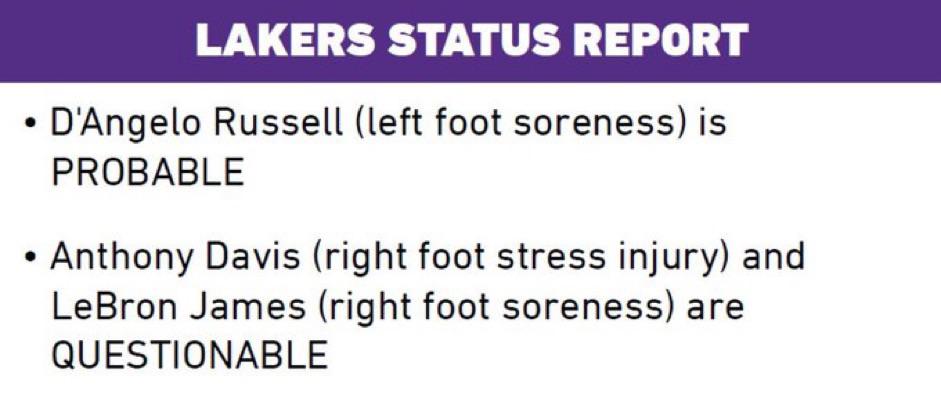 LAKERS STATUS REPORT
• D'Angelo Russell (left foot soreness) is
PROBABLE
• Anthony Davis (right foot stress injury) and
LeBron James (right foot soreness) are
QUESTIONABLE